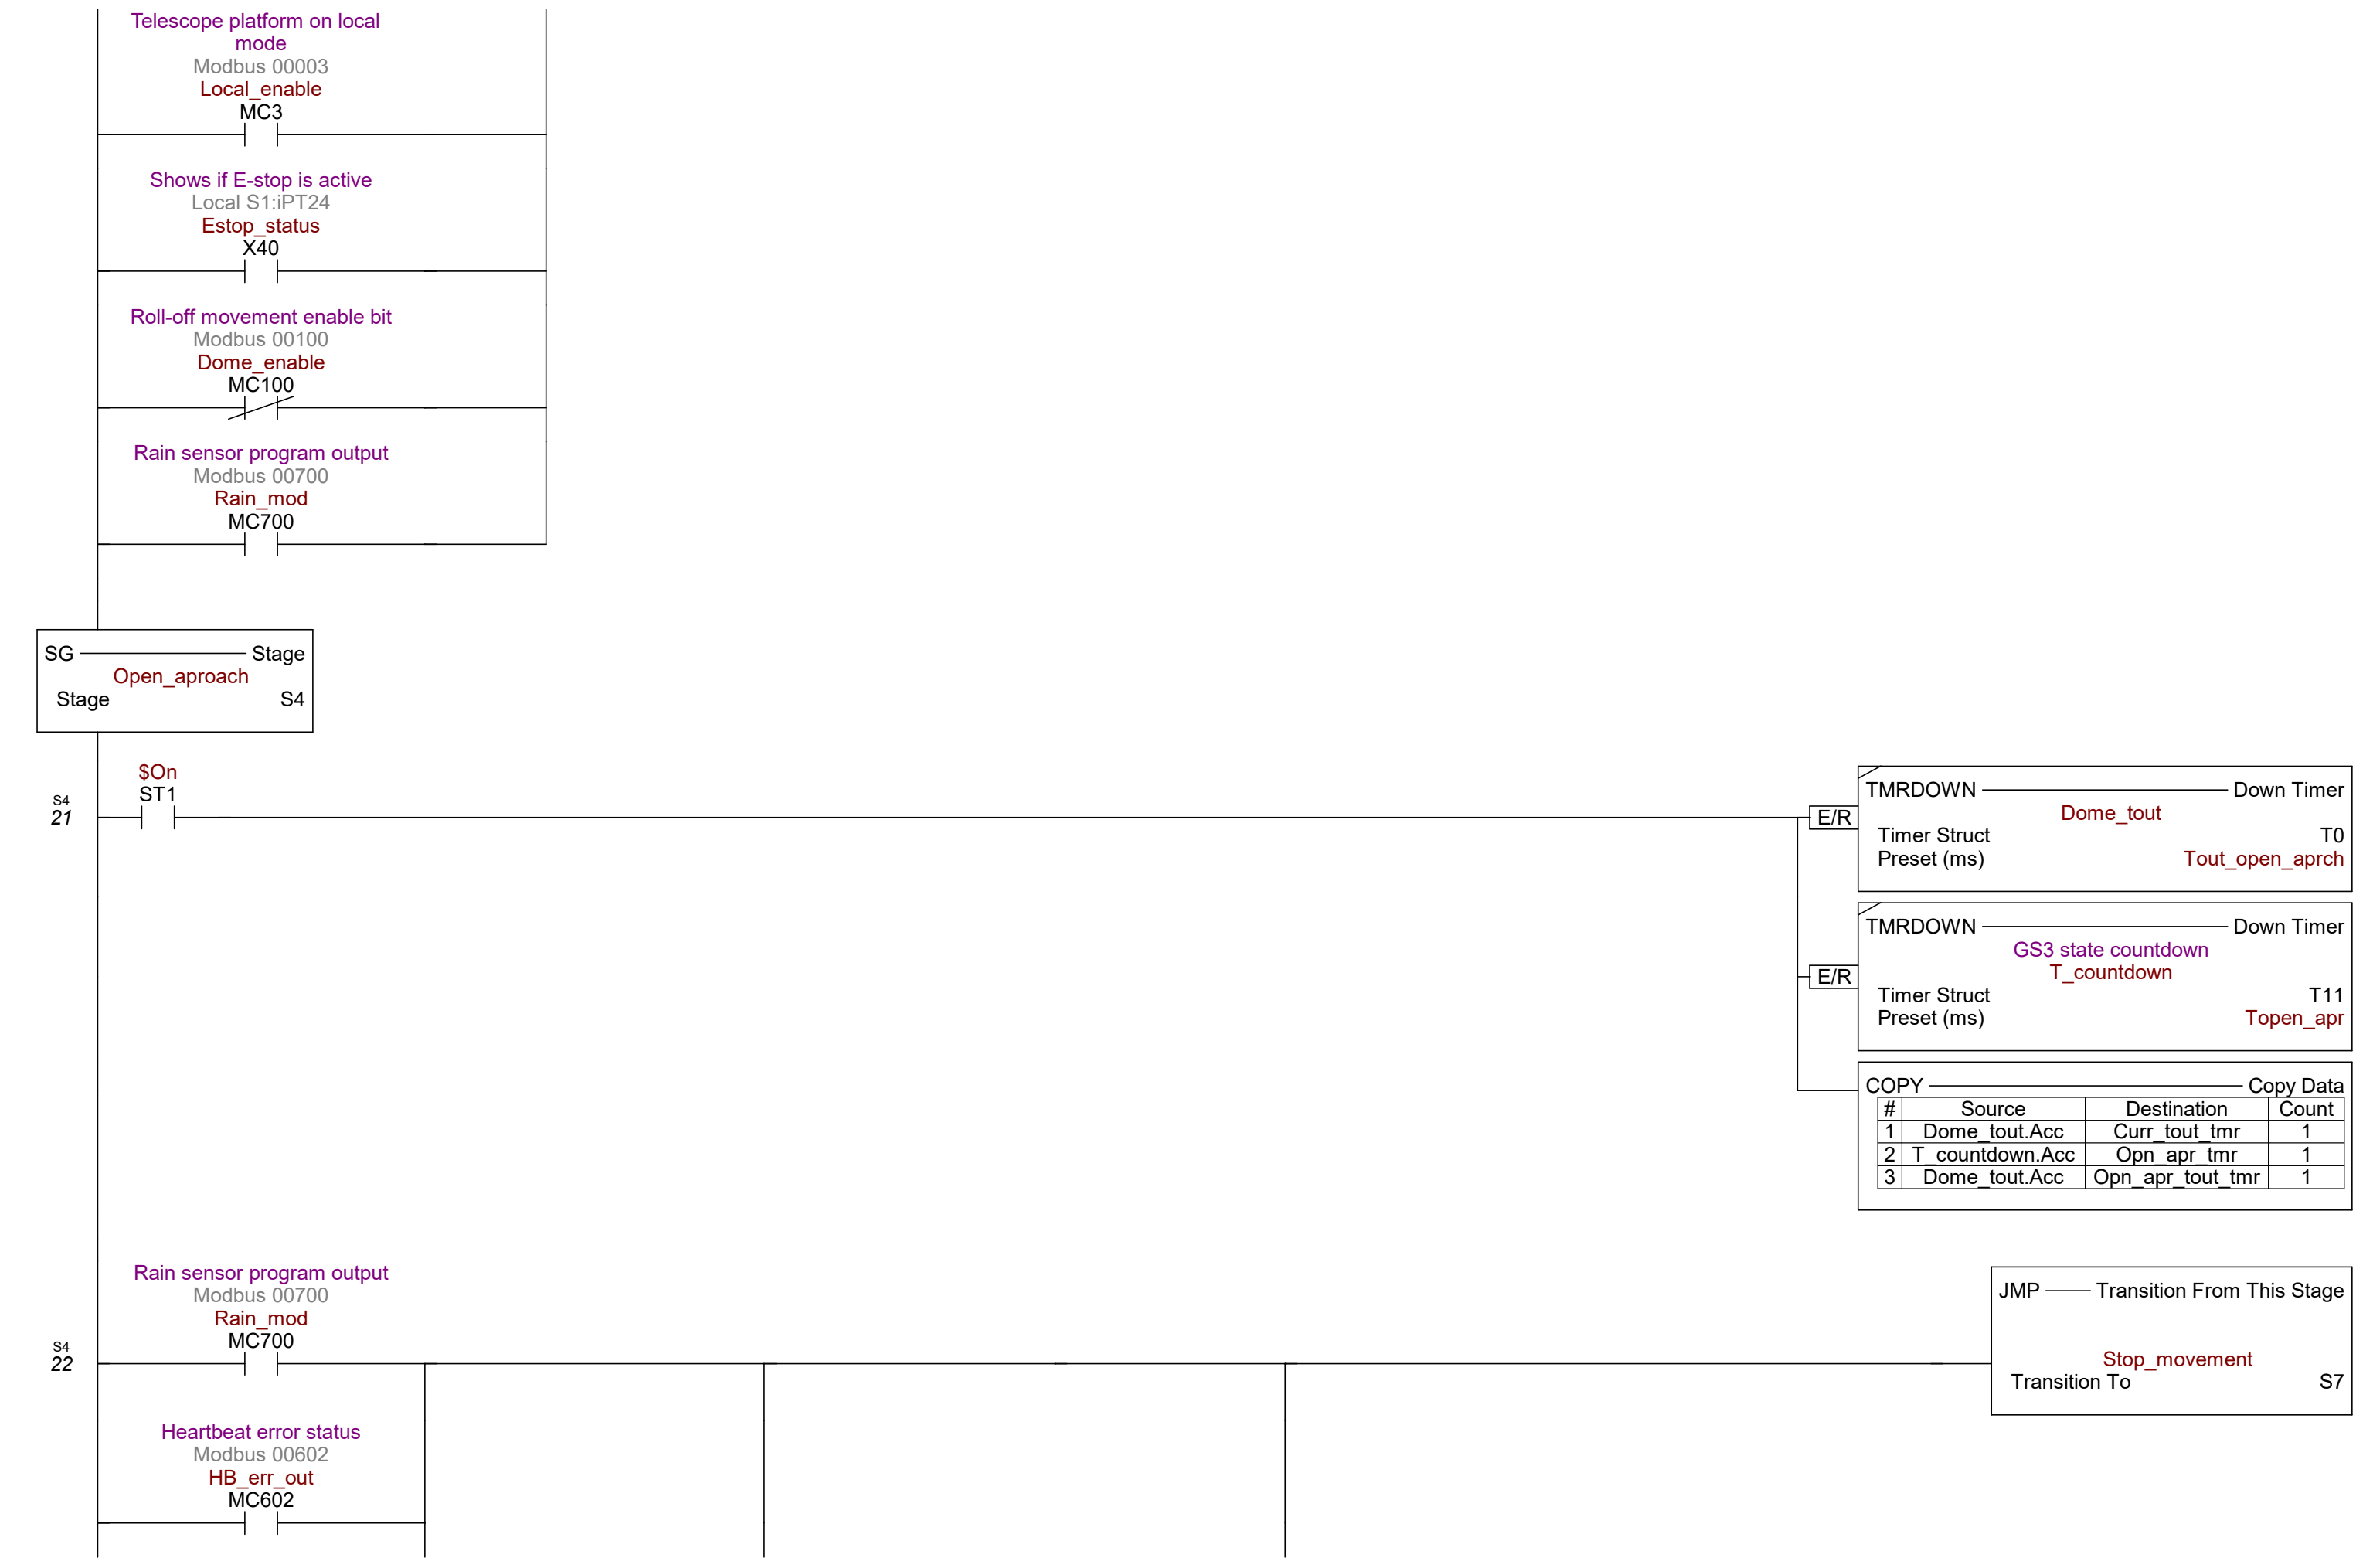 Telescope platform on local
mode
Modbus 00003
Local_enable
MC3
Shows if E-stop is active
Local S1:iPT24
Estop_status
X40
Roll-off movement enable bit
Modbus 00100
Dome_enable
MC100
Rain sensor program output
Modbus 00700
Rain_mod
MC700
SG Stage
Open_aproach
Stage S4
$On
ST1
S4
21
E/R
TMRDOWN Down Timer
Dome_tout
Timer Struct T0
Preset (ms) Tout_open_aprch
E/R
TMRDOWN Down Timer
GS3 state countdown
T_countdown
Timer Struct T11
Preset (ms) Topen_apr
COPY Copy Data
# Source Destination Count
1 Dome_tout.Acc Curr_tout_tmr 1
2 T_countdown.Acc Opn_apr_tmr 1
3 Dome_tout.Acc Opn_apr_tout_tmr 1
Rain sensor program output
Modbus 00700
Rain_mod
MC700
S4
22
JMP Transition From This Stage
Stop_movement
Transition To S7
Heartbeat error status
Modbus 00602
HB_err_out
MC602